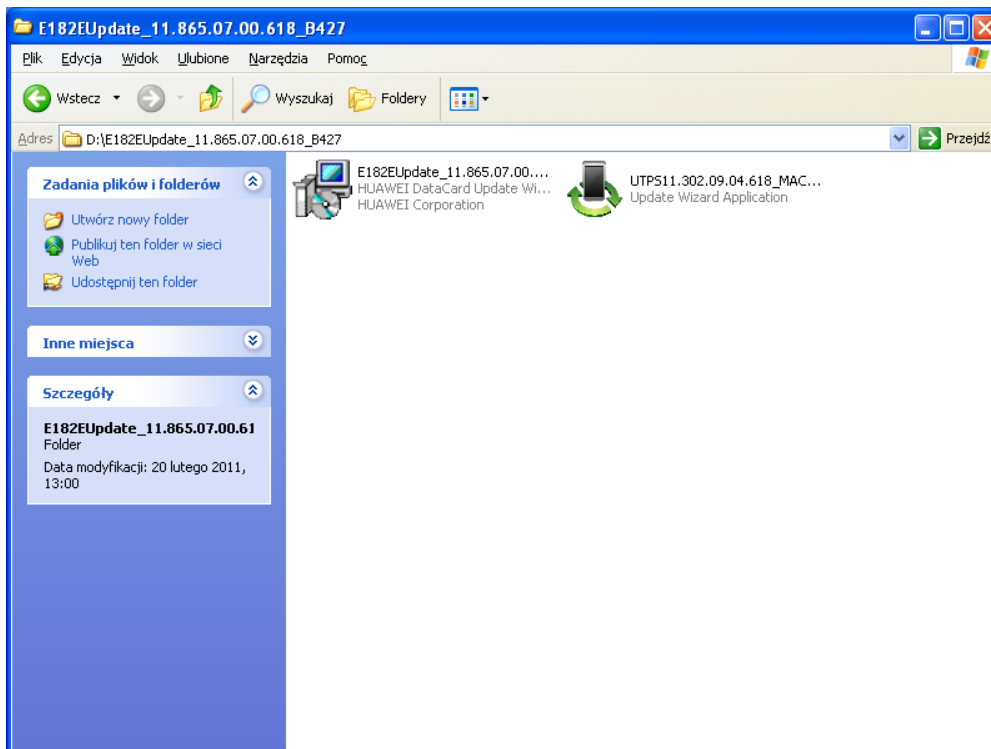 E182EUpdate_11.865.07.00.618_B427
Plik Edycja Widok Ulubione Narzędzia Pomoc
Wstecz Wyszukaj Foldery
Adres D:\E182EUpdate_11.865.07.00.618_B427 Przejdź
Zadania plików i folderów
Utwórz nowy folder
Publikuj ten folder w sieci
Web
Udostępnij ten folder
Inne miejsca
Szczegóły
E182EUpdate_11.865.07.00.61
Folder
Data modyfikacji: 20 lutego 2011,
13:00
E182EUpdate_11.865.07.00....
HUAWEI DataCard Update Wi...
HUAWEI Corporation
UTPS11.302.09.04.618_MAC...
Update Wizard Application